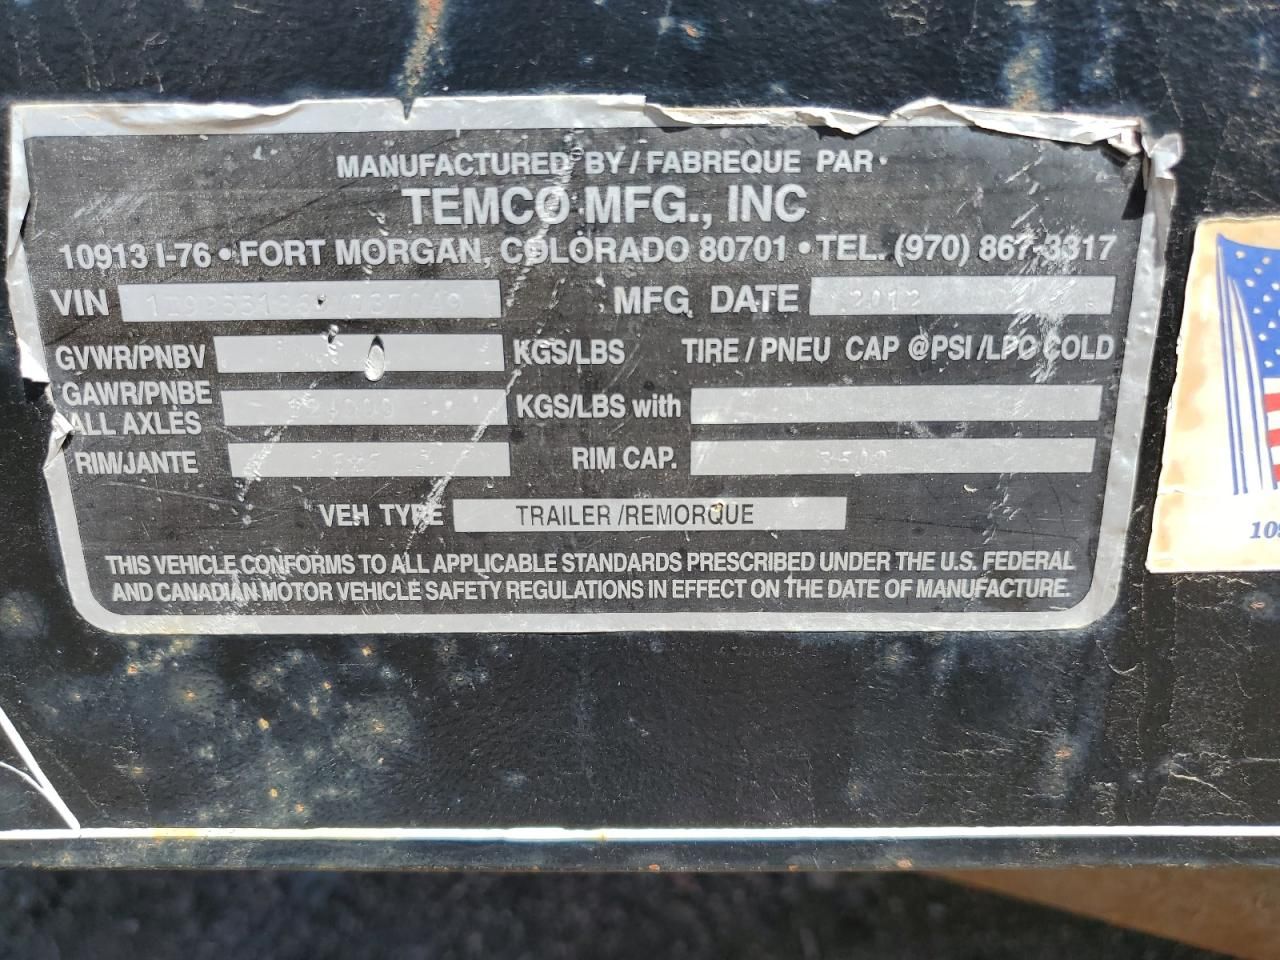 MANUFACTURED BY / FABREQUE PAR
TEMCO MFG., INC
10913 I-76 • FORT MORGAN, COLORADO 80701 • TEL. (970) 867-3317
VIN MFG DATE 2012
GVWR/PNBV KGS/LBS TIRE / PNEU CAP @PSI /LPC COLD
GAWR/PNBE
ALL AXLES KGS/LBS with
RIM/JANTE RIM CAP.
VEH TYPE TRAILER /REMORQUE
THIS VEHICLE CONFORMS TO ALL APPLICABLE STANDARDS PRESCRIBED UNDER THE U.S. FEDERAL
AND CANADIAN MOTOR VEHICLE SAFETY REGULATIONS IN EFFECT ON THE DATE OF MANUFACTURE.